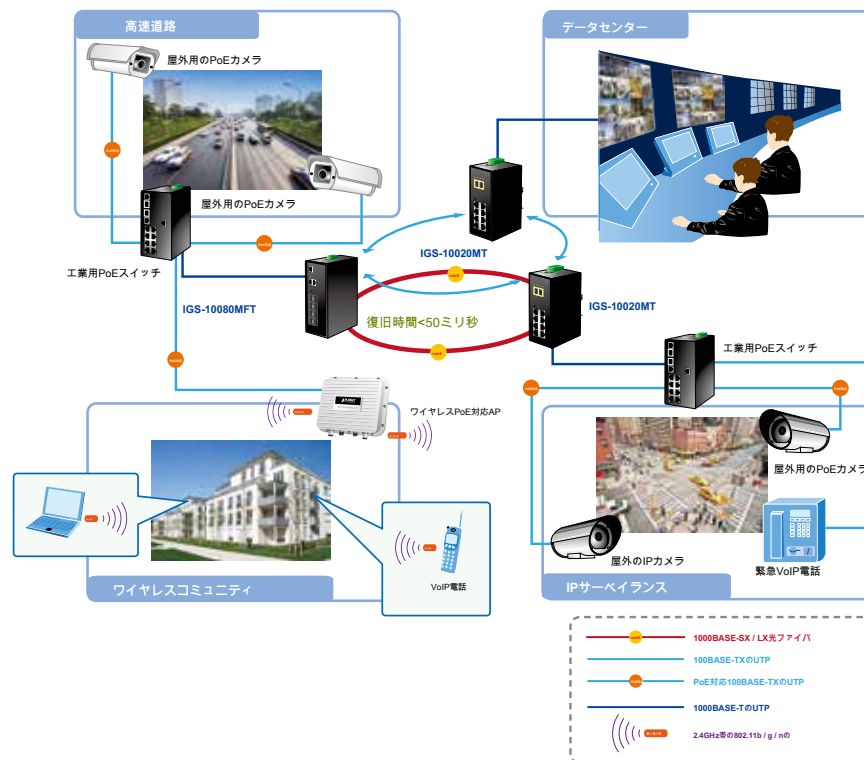 高速道路
屋外用のPoEカメラ
屋外用のPoEカメラ
工業用PoEスイッチ
データセンター
IGS-10020MT
IGS-10080MFT
IGS-10020MT
復旧時間<50ミリ秒
工業用PoEスイッチ
ワイヤレスPoE対応AP
VoIP電話
ワイヤレスコミュニティ
屋外用のPoEカメラ
屋外のIPカメラ
緊急VoIP電話
IPサーベイランス
1000BASE-SX / LX光ファイバ
100BASE-TXのUTP
PoE対応100BASE-TXのUTP
1000BASE-TのUTP
2.4GHz帯の802.11b / g / nの